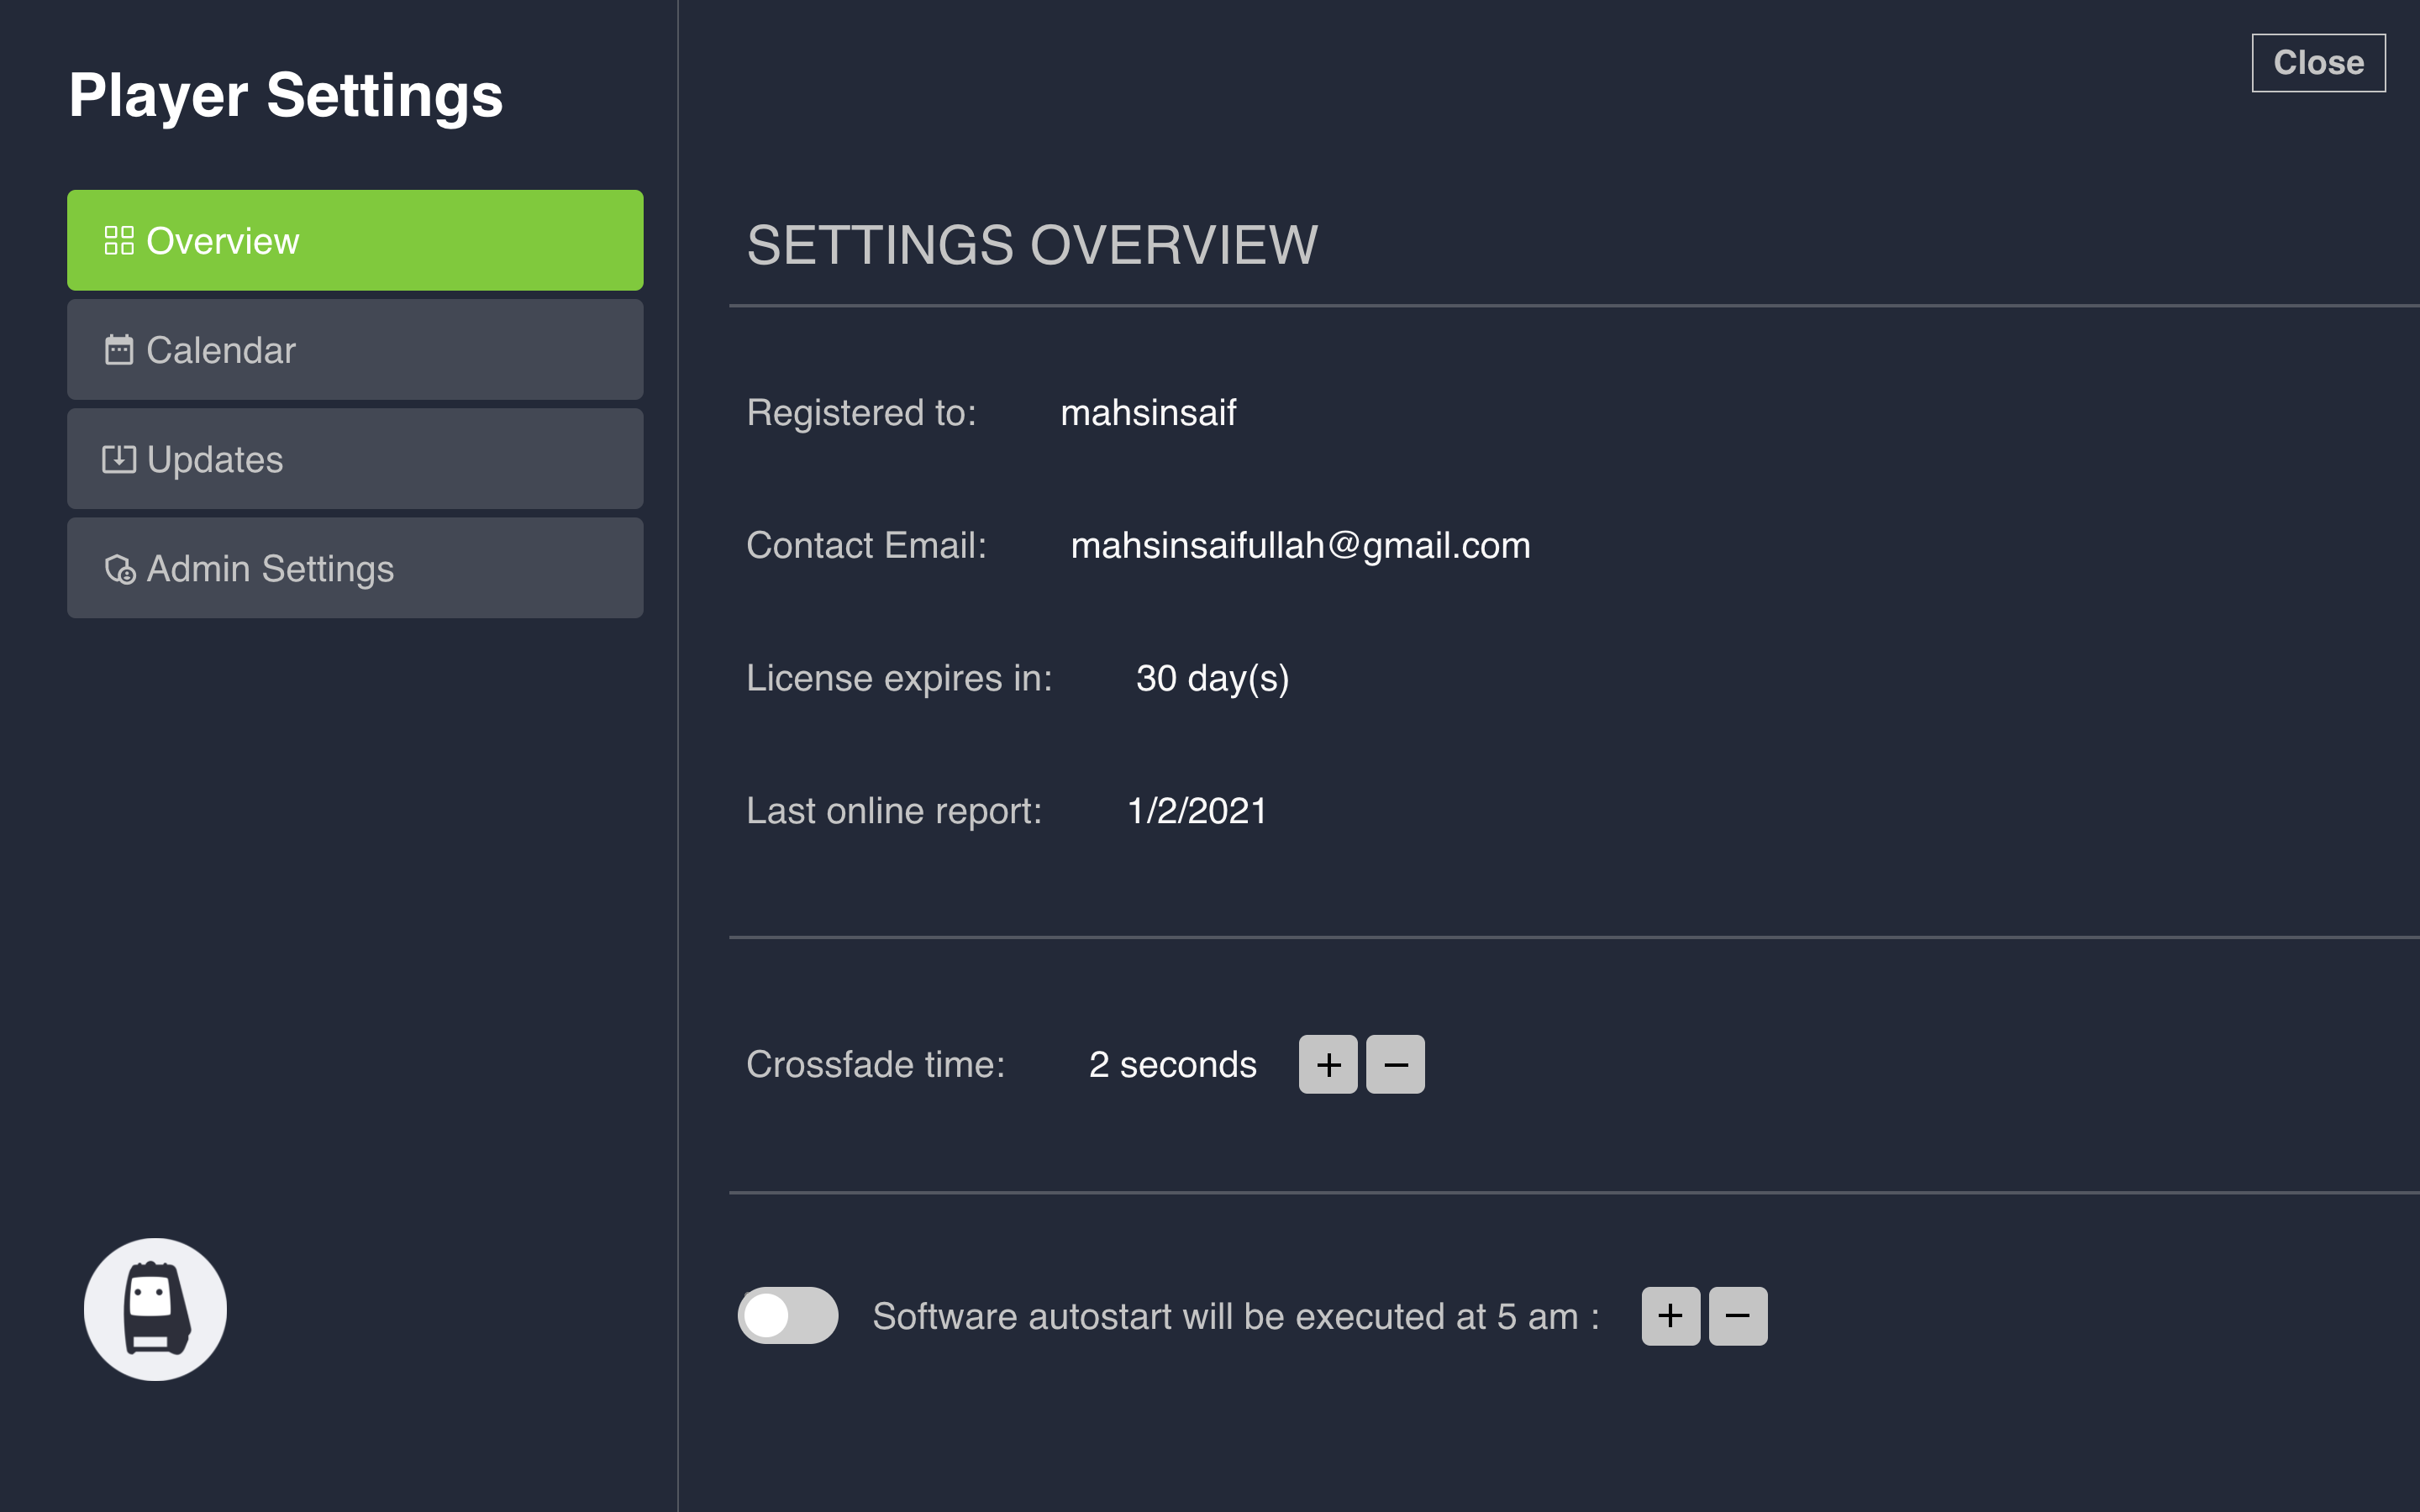 Player Settings
Overview
Calendar
Updates
Admin Settings
Close
SETTINGS OVERVIEW
Registered to: mahsinsaif
Contact Email: mahsinsaifullah@gmail.com
License expires in: 30 day(s)
Last online report: 1/2/2021
Crossfade time: 2 seconds + −
Software autostart will be executed at 5 am : + −